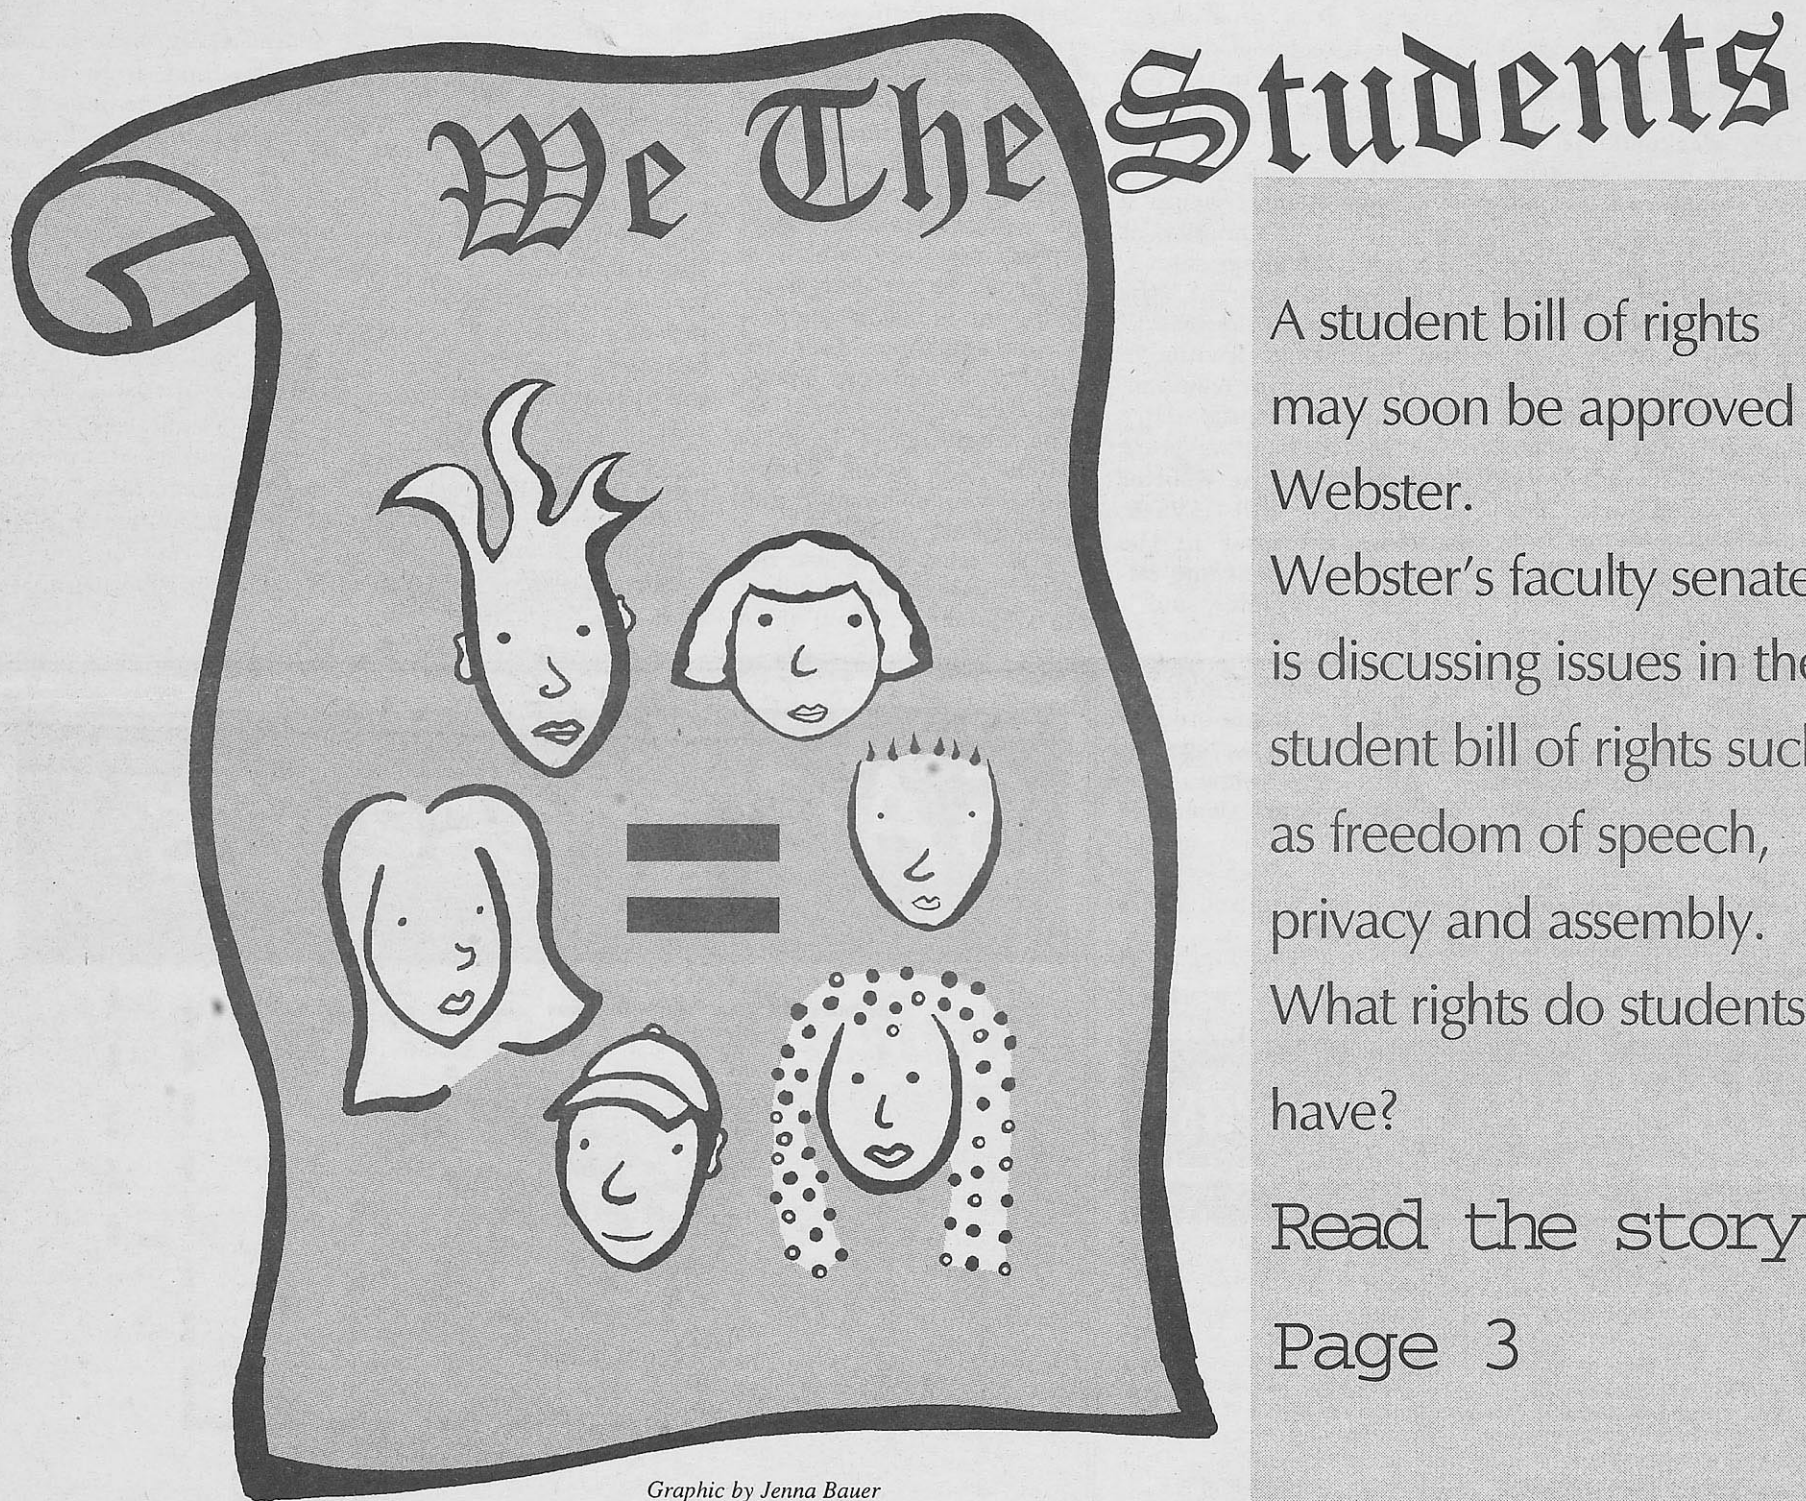 We The Students
A student bill of rights
may soon be approved
Webster.
Webster's faculty senate
is discussing issues in the
student bill of rights such
as freedom of speech,
privacy and assembly.
What rights do students
have?
Read the story
Page 3
Graphic by Jenna Bauer